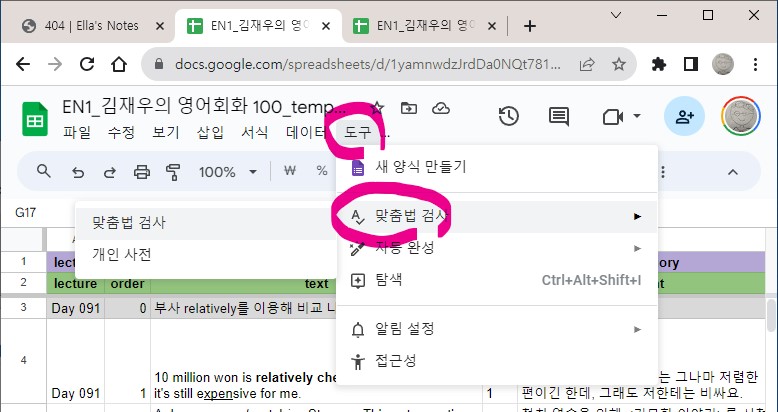 404 | Ella's Notes
EN1_김재우의 영어
EN1_김재우의 영어회
docs.google.com/spreadsheets/d/1yamnwdzJrdDa0NQt781...
EN1_김재우의 영어회화 100_temp...
파일 수정 보기 삽입 서식 데이터 도구 ...
100% ₩ %
새 양식 만들기
G17
맞춤법 검사
맞춤법 검사
개인 사전
자동 완성
탐색 Ctrl+Alt+Shift+I
알림 설정
접근성
1
2 lecture order text
3 Day 091 0 부사 relatively를 이용해 비교
4
10 million won is relatively
it's still expensive for me.
Day 091 1
1
는 그나마 저렴한
편이긴 한데, 그래도 저한테는 비싸요.